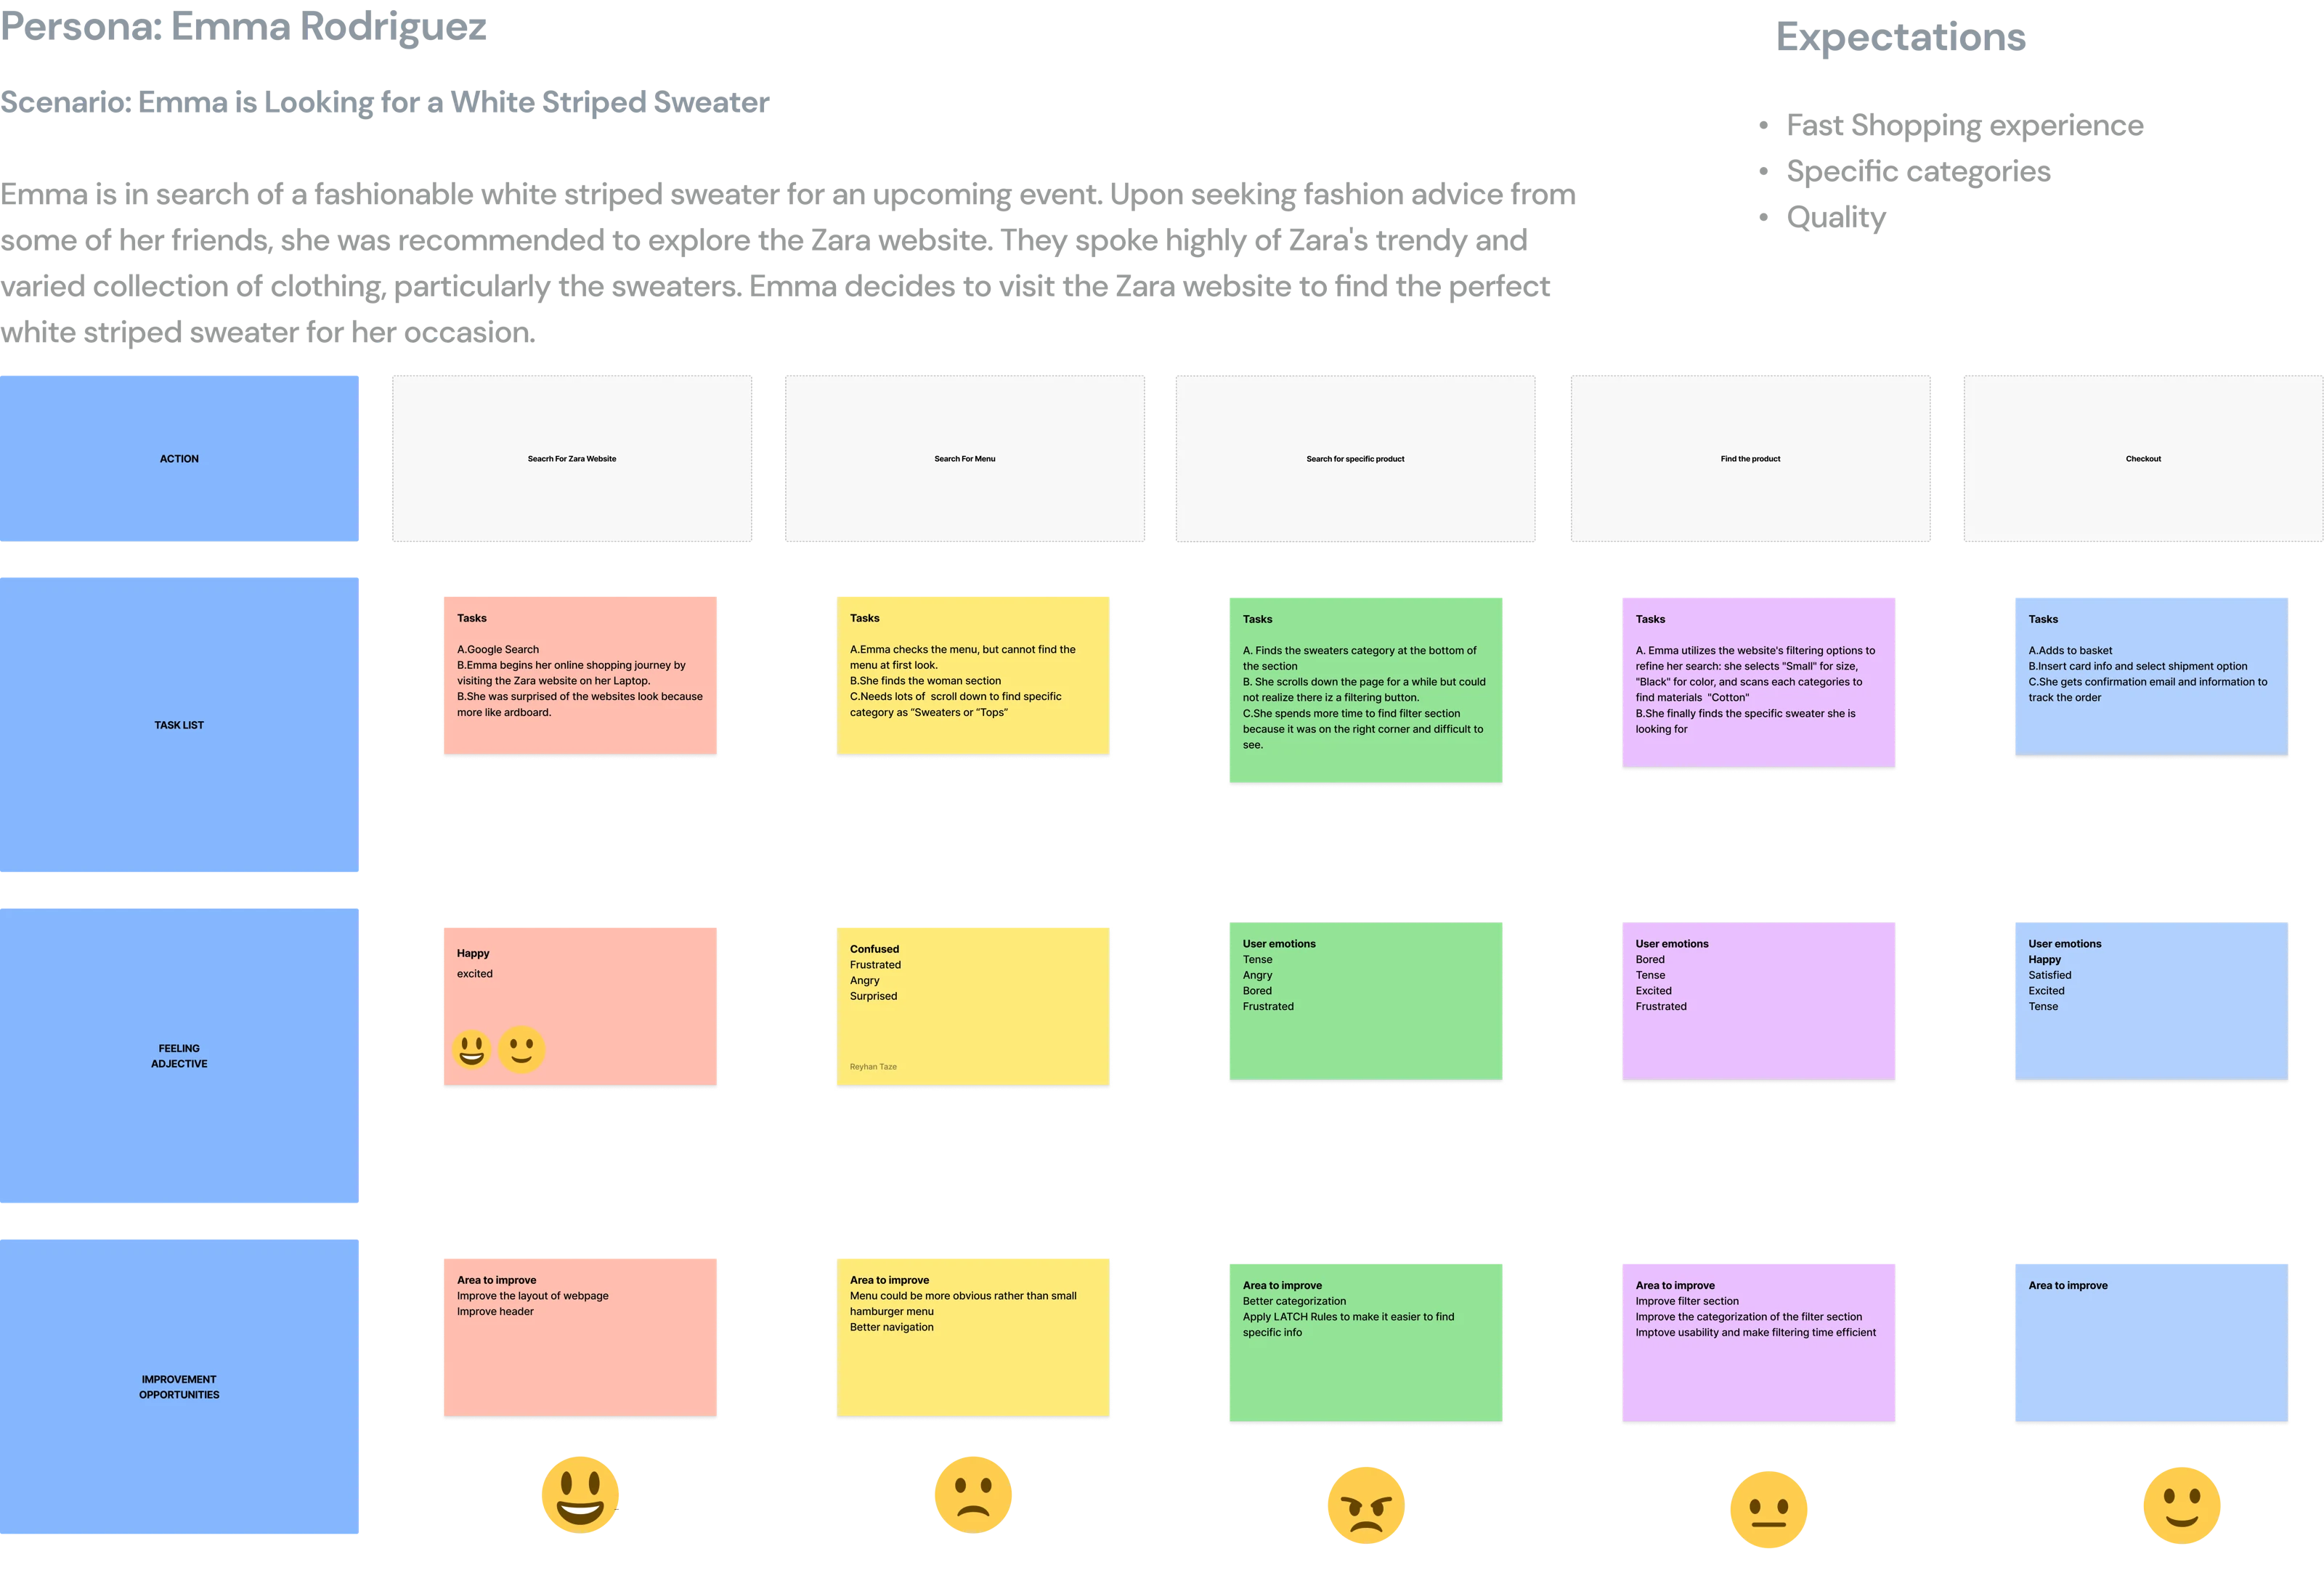 Persona: Emma Rodriguez
Scenario: Emma is Looking for a White Striped Sweater
Emma is in search of a fashionable white striped sweater for an upcoming event. Upon seeking fashion advice from
some of her friends, she was recommended to explore the Zara website. They spoke highly of Zara's trendy and
varied collection of clothing, particularly the sweaters. Emma decides to visit the Zara website to find the perfect
white striped sweater for her occasion.
Expectations
• Fast Shopping experience
• Specific categories
• Quality
ACTION
Seacrh For Zara Website
Search For Menu
Search for specific product
Find the product
Checkout
TASK LIST
Tasks
A.Google Search
B.Emma begins her online shopping journey by
visiting the Zara website on her Laptop.
B.She was surprised of the websites look because
more like ardboard.
Tasks
A.Emma checks the menu, but cannot find the
menu at first look.
B.She finds the woman section
C.Needs lots of scroll down to find specific
category as “Sweaters or “Tops”
Tasks
A. Finds the sweaters category at the bottom of
the section
B. She scrolls down the page for a while but could
not realize there iz a filtering button.
C.She spends more time to find filter section
because it was on the right corner and difficult to
see.
Tasks
A. Emma utilizes the website's filtering options to
refine her search: she selects "Small" for size,
"Black" for color, and scans each categories to
find materials "Cotton"
B.She finally finds the specific sweater she is
looking for
Tasks
A.Adds to basket
B.Insert card info and select shipment option
C.She gets confirmation email and information to
track the order
FEELING
ADJECTIVE
Happy
excited
Confused
Frustrated
Angry
Surprised
Reyhan Taze
User emotions
Tense
Angry
Bored
Frustrated
User emotions
Bored
Tense
Excited
Frustrated
User emotions
Happy
Satisfied
Excited
Tense
IMPROVEMENT
OPPORTUNITIES
Area to improve
Improve the layout of webpage
Improve header
Area to improve
Menu could be more obvious rather than small
hamburger menu
Better navigation
Area to improve
Better categorization
Apply LATCH Rules to make it easier to find
specific info
Area to improve
Improve filter section
Improve the categorization of the filter section
Imptove usability and make filtering time efficient
Area to improve